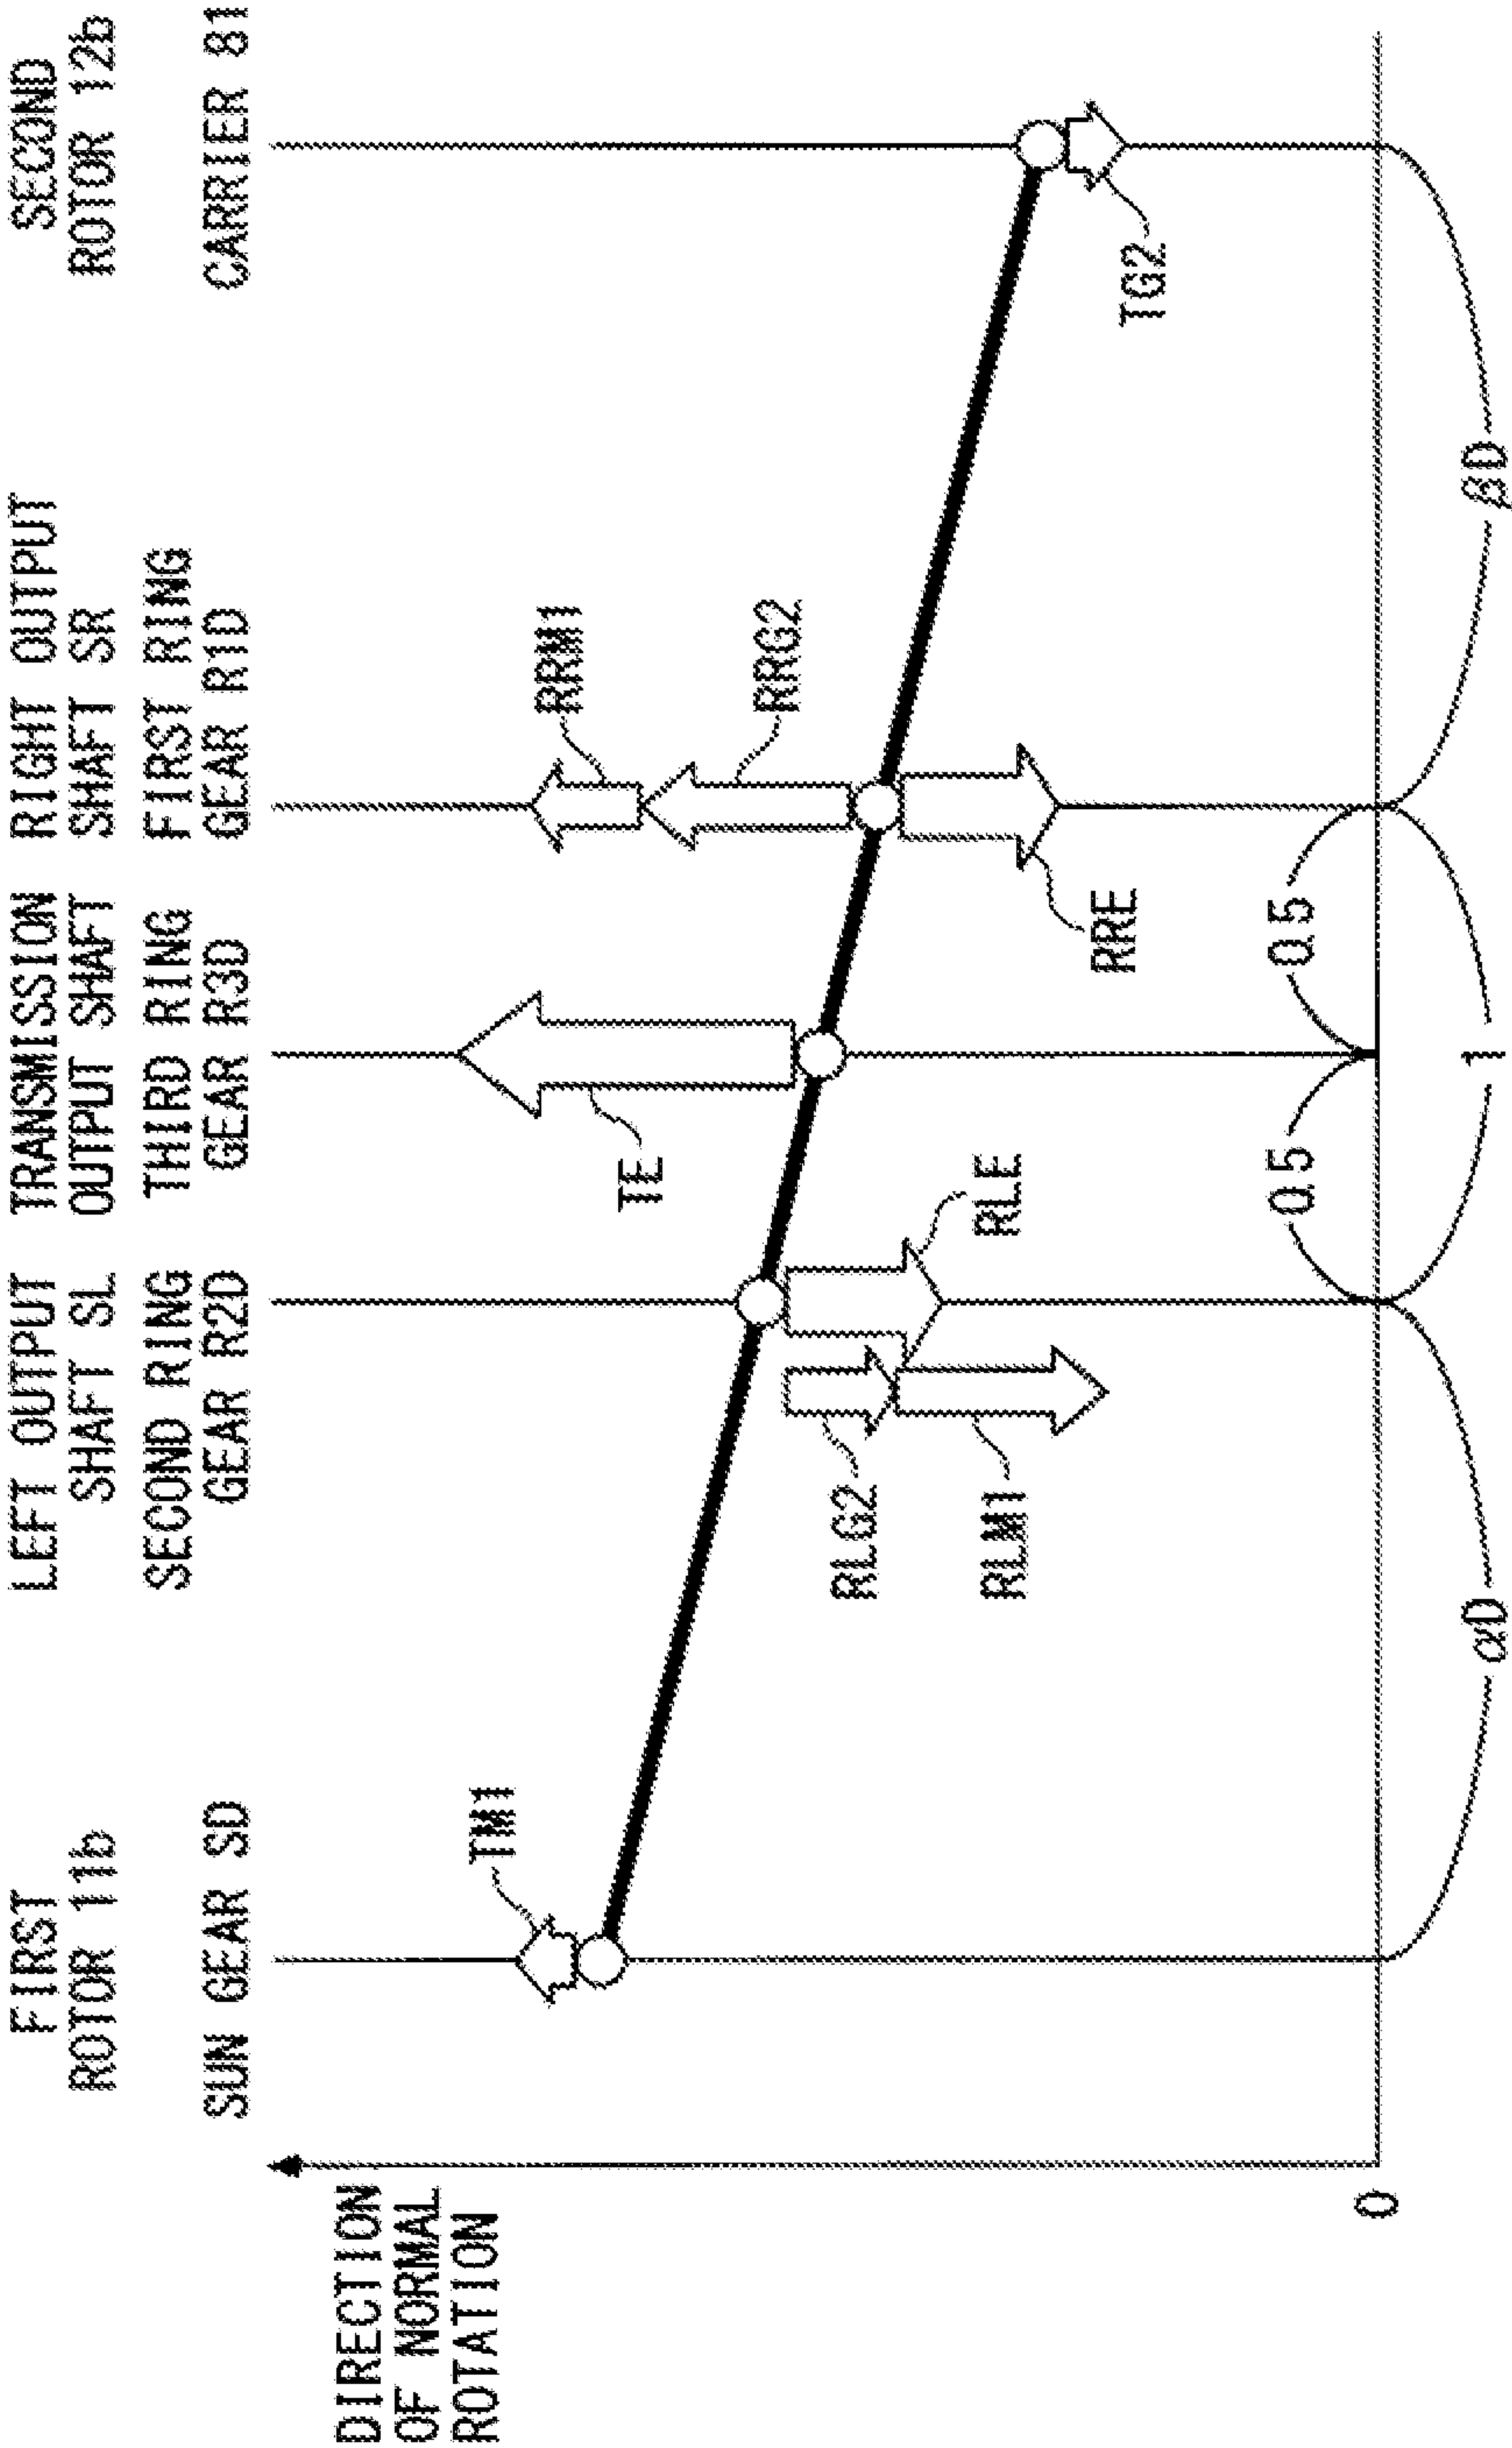 FIRST
ROTOR 11b
SUN GEAR SD
LEFT OUTPUT
SHAFT SL
SECOND RING
GEAR R2D
TRANSMISSION
OUTPUT SHAFT
THIRD RING
GEAR R3D
RIGHT OUTPUT
SHAFT SR
FIRST RING
GEAR R1D
SECOND
ROTOR 12b
CARRIER 81
DIRECTION
OF NORMAL
ROTATION
TM1
TE
RRM1
RRG2
RLG2
RLM1
RLE
RRE
TG2
0
0.5
0.5
αD
1
βD